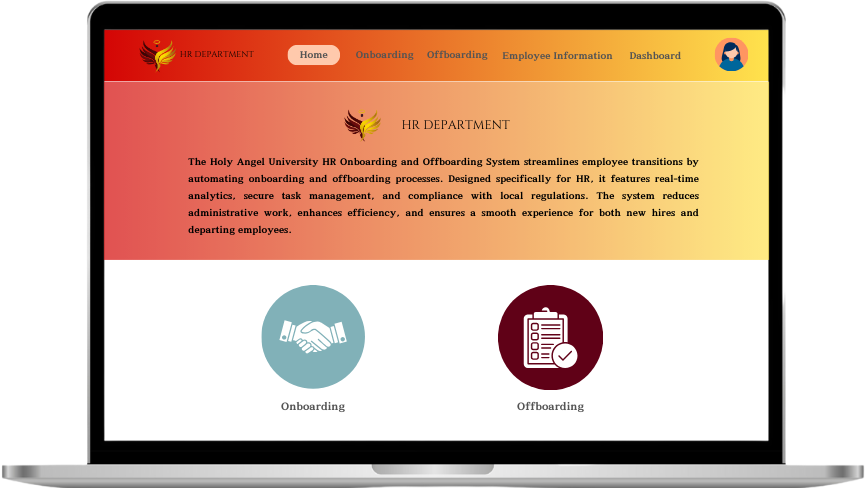 HR DEPARTMENT
Home Onboarding Offboarding Employee Information Dashboard
HR DEPARTMENT
The Holy Angel University HR Onboarding and Offboarding System streamlines employee transitions by
automating onboarding and offboarding processes. Designed specifically for HR, it features real-time
analytics, secure task management, and compliance with local regulations. The system reduces
administrative work, enhances efficiency, and ensures a smooth experience for both new hires and
departing employees.
Onboarding Offboarding